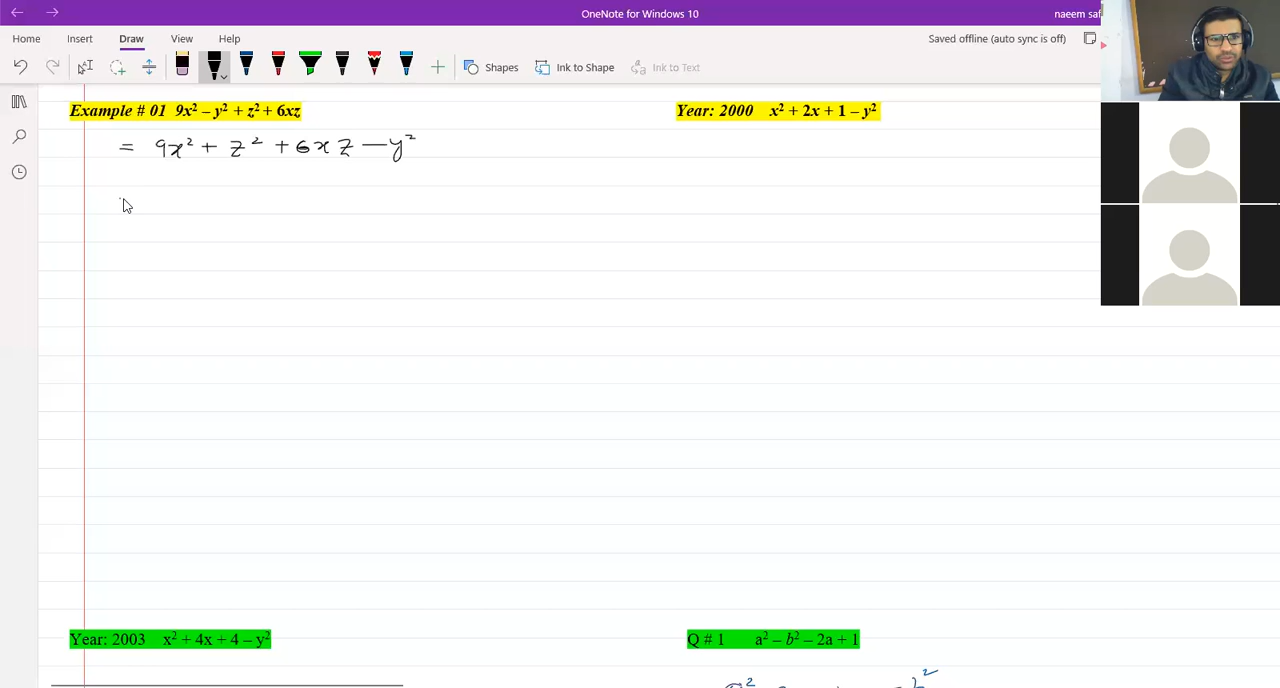 OneNote for Windows 10
Home Insert Draw View Help
Saved offline (auto sync is off)
Shapes Ink to Shape Ink to Text
Example # 01 9x² – y² + z² + 6xz
Year: 2000 x² + 2x + 1 – y²
= 9x² + z² + 6xz – y²
Year: 2003 x² + 4x + 4 – y²
Q # 1 a² – b² – 2a + 1